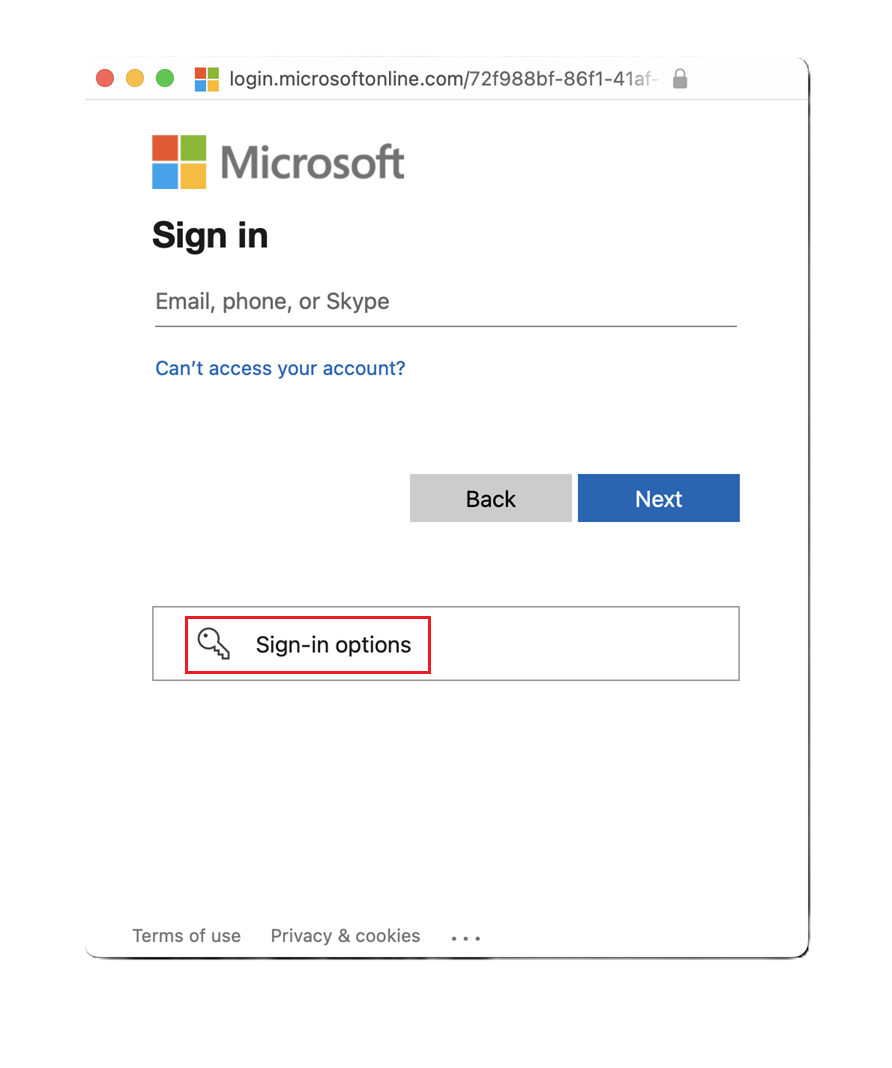 login.microsoftonline.com/72f988bf-86f1-41af-
Microsoft
Sign in
Email, phone, or Skype
Can’t access your account?
Back Next
Sign-in options
Terms of use Privacy & cookies ...